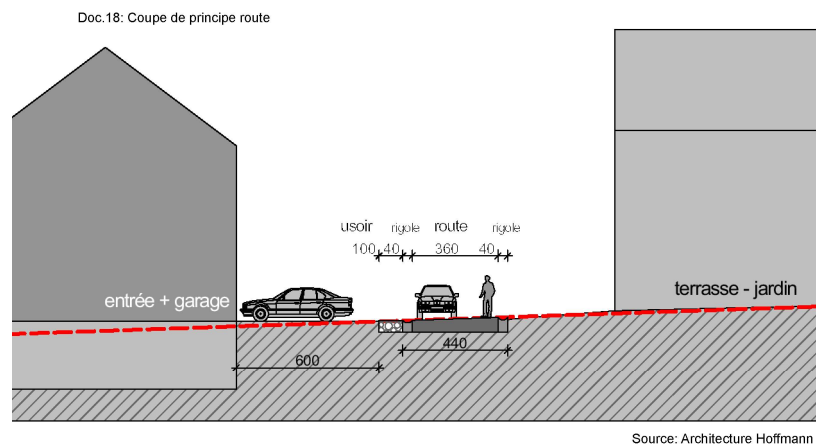 Doc.18: Coupe de principe route
usoir rigole route rigole
100 40 360 40
entrée + garage
terrasse - jardin
600
440
Source: Architecture Hoffmann